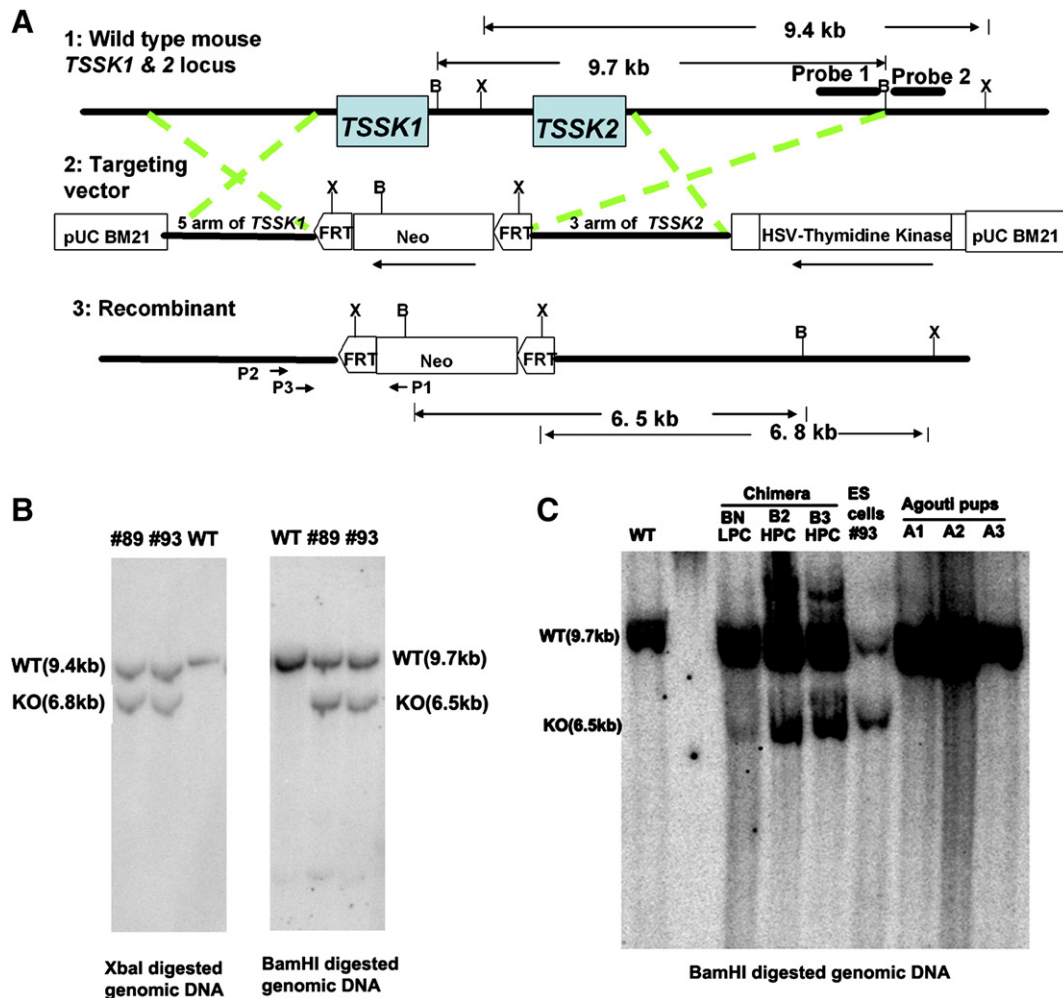 A
1: Wild type mouse
TSSK1 & 2 locus
9.4 kb
9.7 kb
Probe 1
Probe 2
B
X
B
X
TSSK1
TSSK2
2: Targeting
vector
X
B
X
pUC BM21
5 arm of TSSK1
FRT
Neo
FRT
3 arm of TSSK2
HSV-Thymidine Kinase
pUC BM21
3: Recombinant
X
B
X
B
X
FRT
Neo
FRT
P2
P3
P1
6. 5 kb
6. 8 kb
B
#89 #93 WT
WT #89 #93
WT(9.4kb)
KO(6.8kb)
WT(9.7kb)
KO(6.5kb)
XbaI digested
genomic DNA
BamHI digested
genomic DNA
C
Chimera
ES
cells
#93
Agouti pups
WT
BN
LPC
B2
HPC
B3
HPC
A1
A2
A3
WT(9.7kb)
KO(6.5kb)
BamHI digested genomic DNA